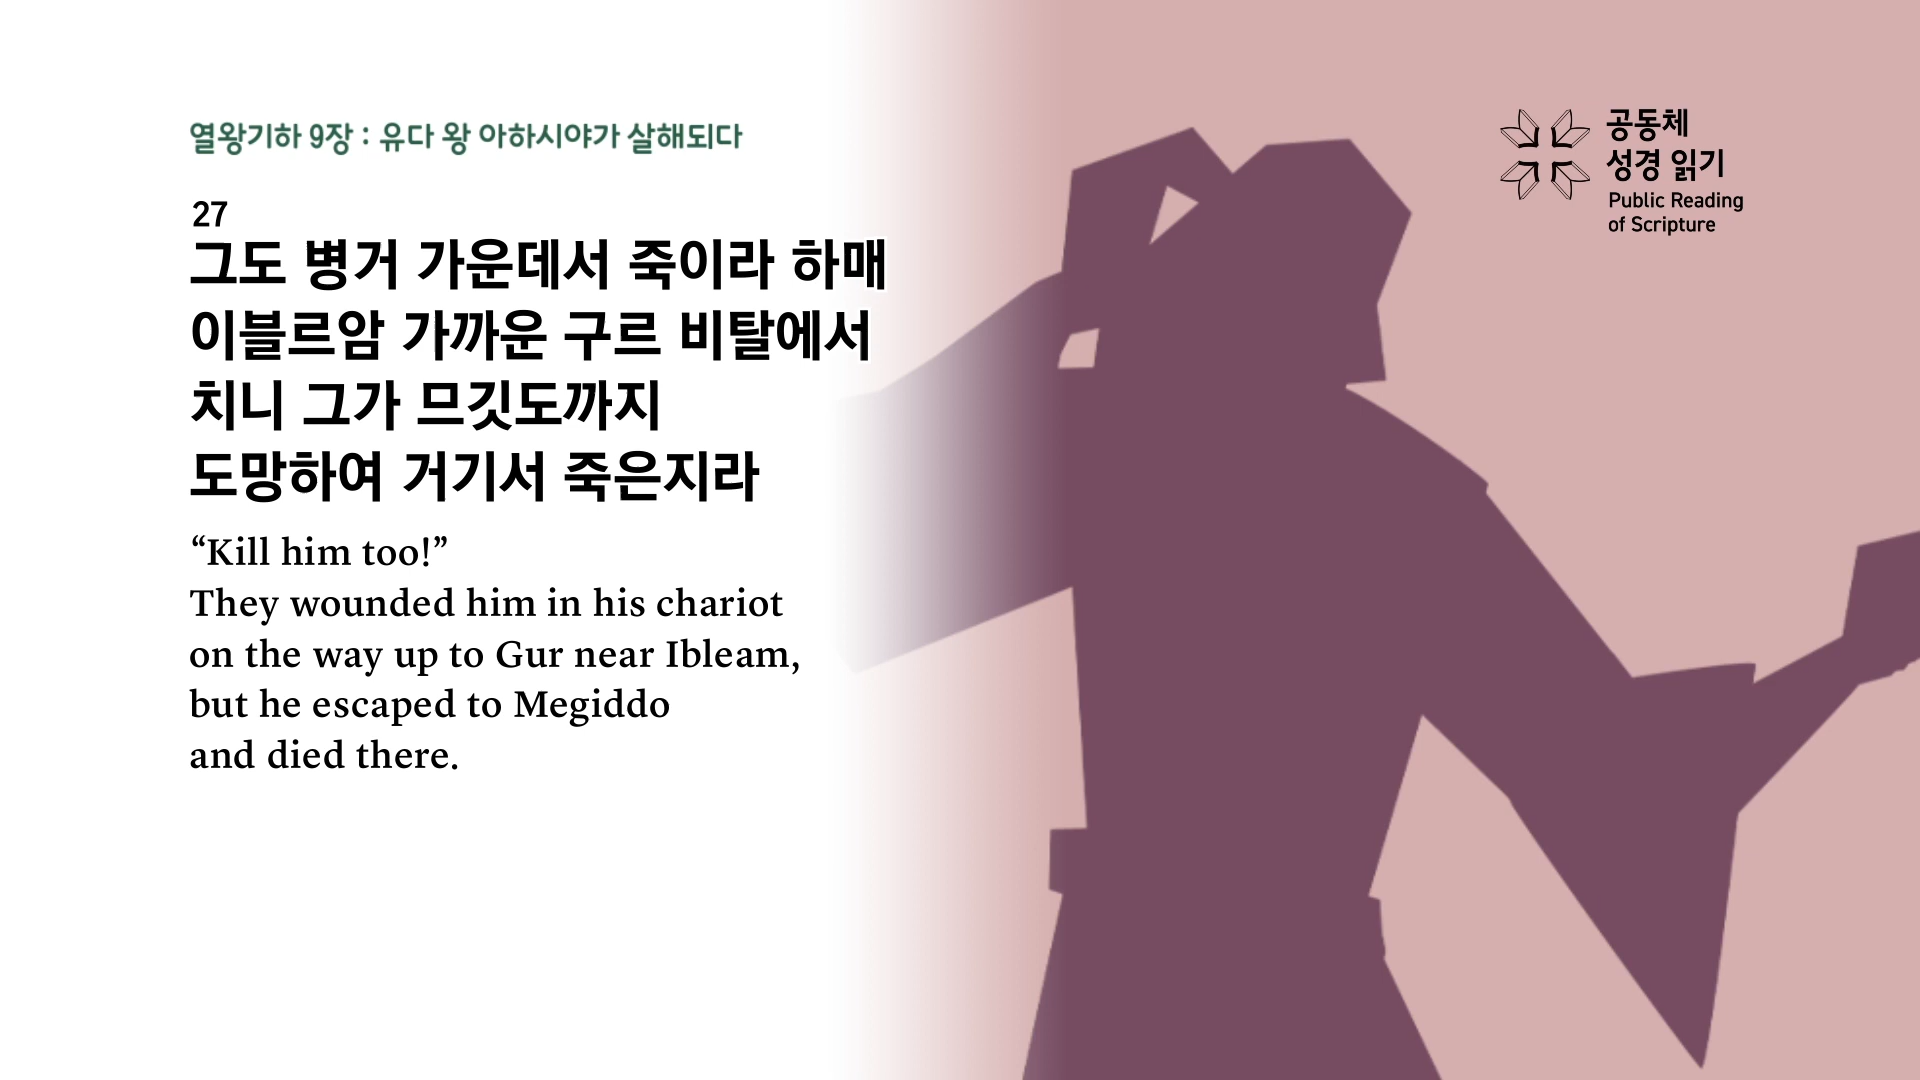 열왕기하 9장 : 유다 왕 아하시야가 살해되다
27
그도 병거 가운데서 죽이라 하매
이블르암 가까운 구르 비탈에서
치니 그가 므깃도까지
도망하여 거기서 죽은지라
“Kill him too!”
They wounded him in his chariot
on the way up to Gur near Ibleam,
but he escaped to Megiddo
and died there.
공동체
성경 읽기
Public Reading
of Scripture